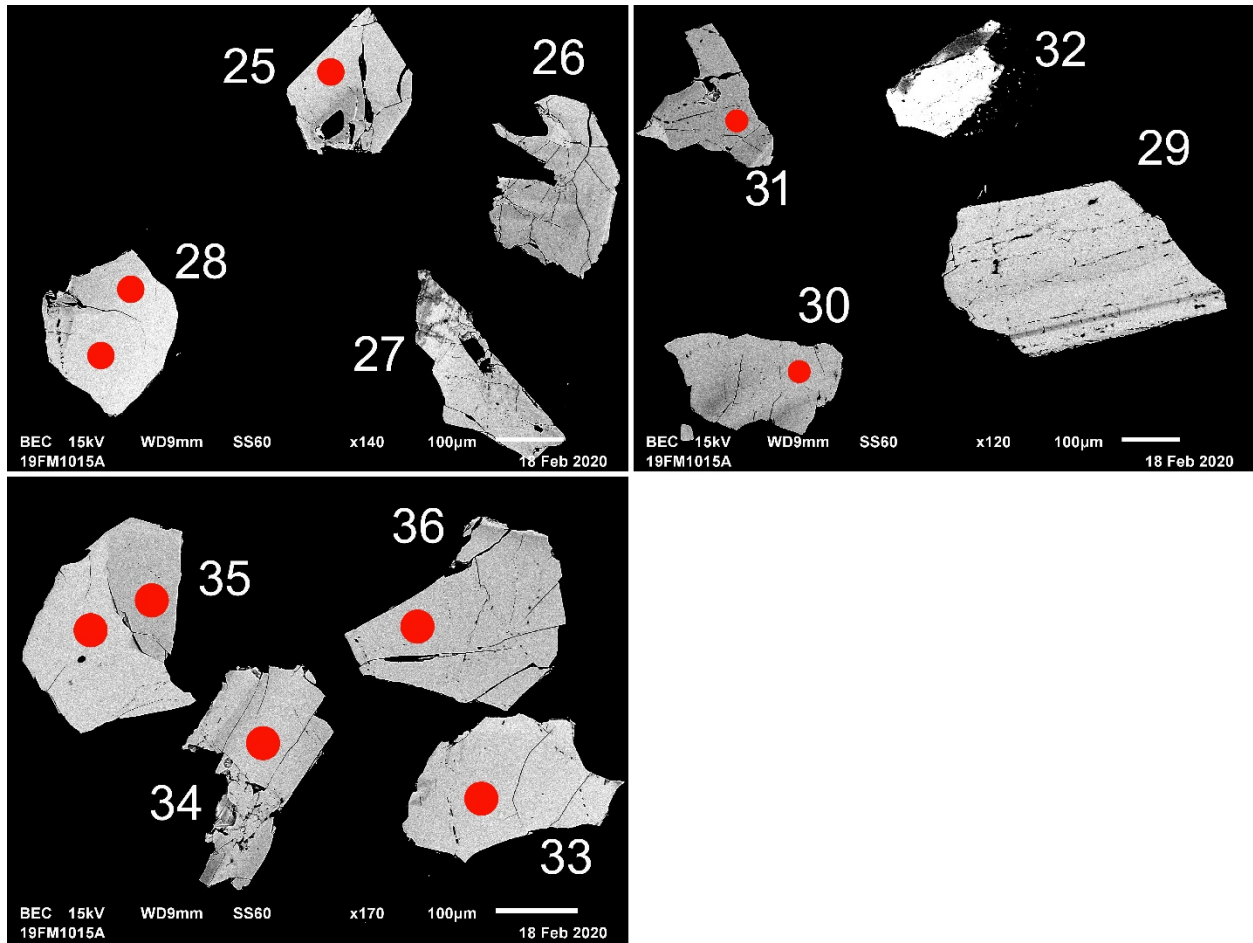 25
26
28
27
BEC 15kV WD9mm SS60 x140 100µm
19FM1015A 18 Feb 2020
32
29
31
30
BEC 15kV WD9mm SS60 x120 100µm
19FM1015A 18 Feb 2020
36
35
34
33
BEC 15kV WD9mm SS60 x170 100µm
19FM1015A 18 Feb 2020